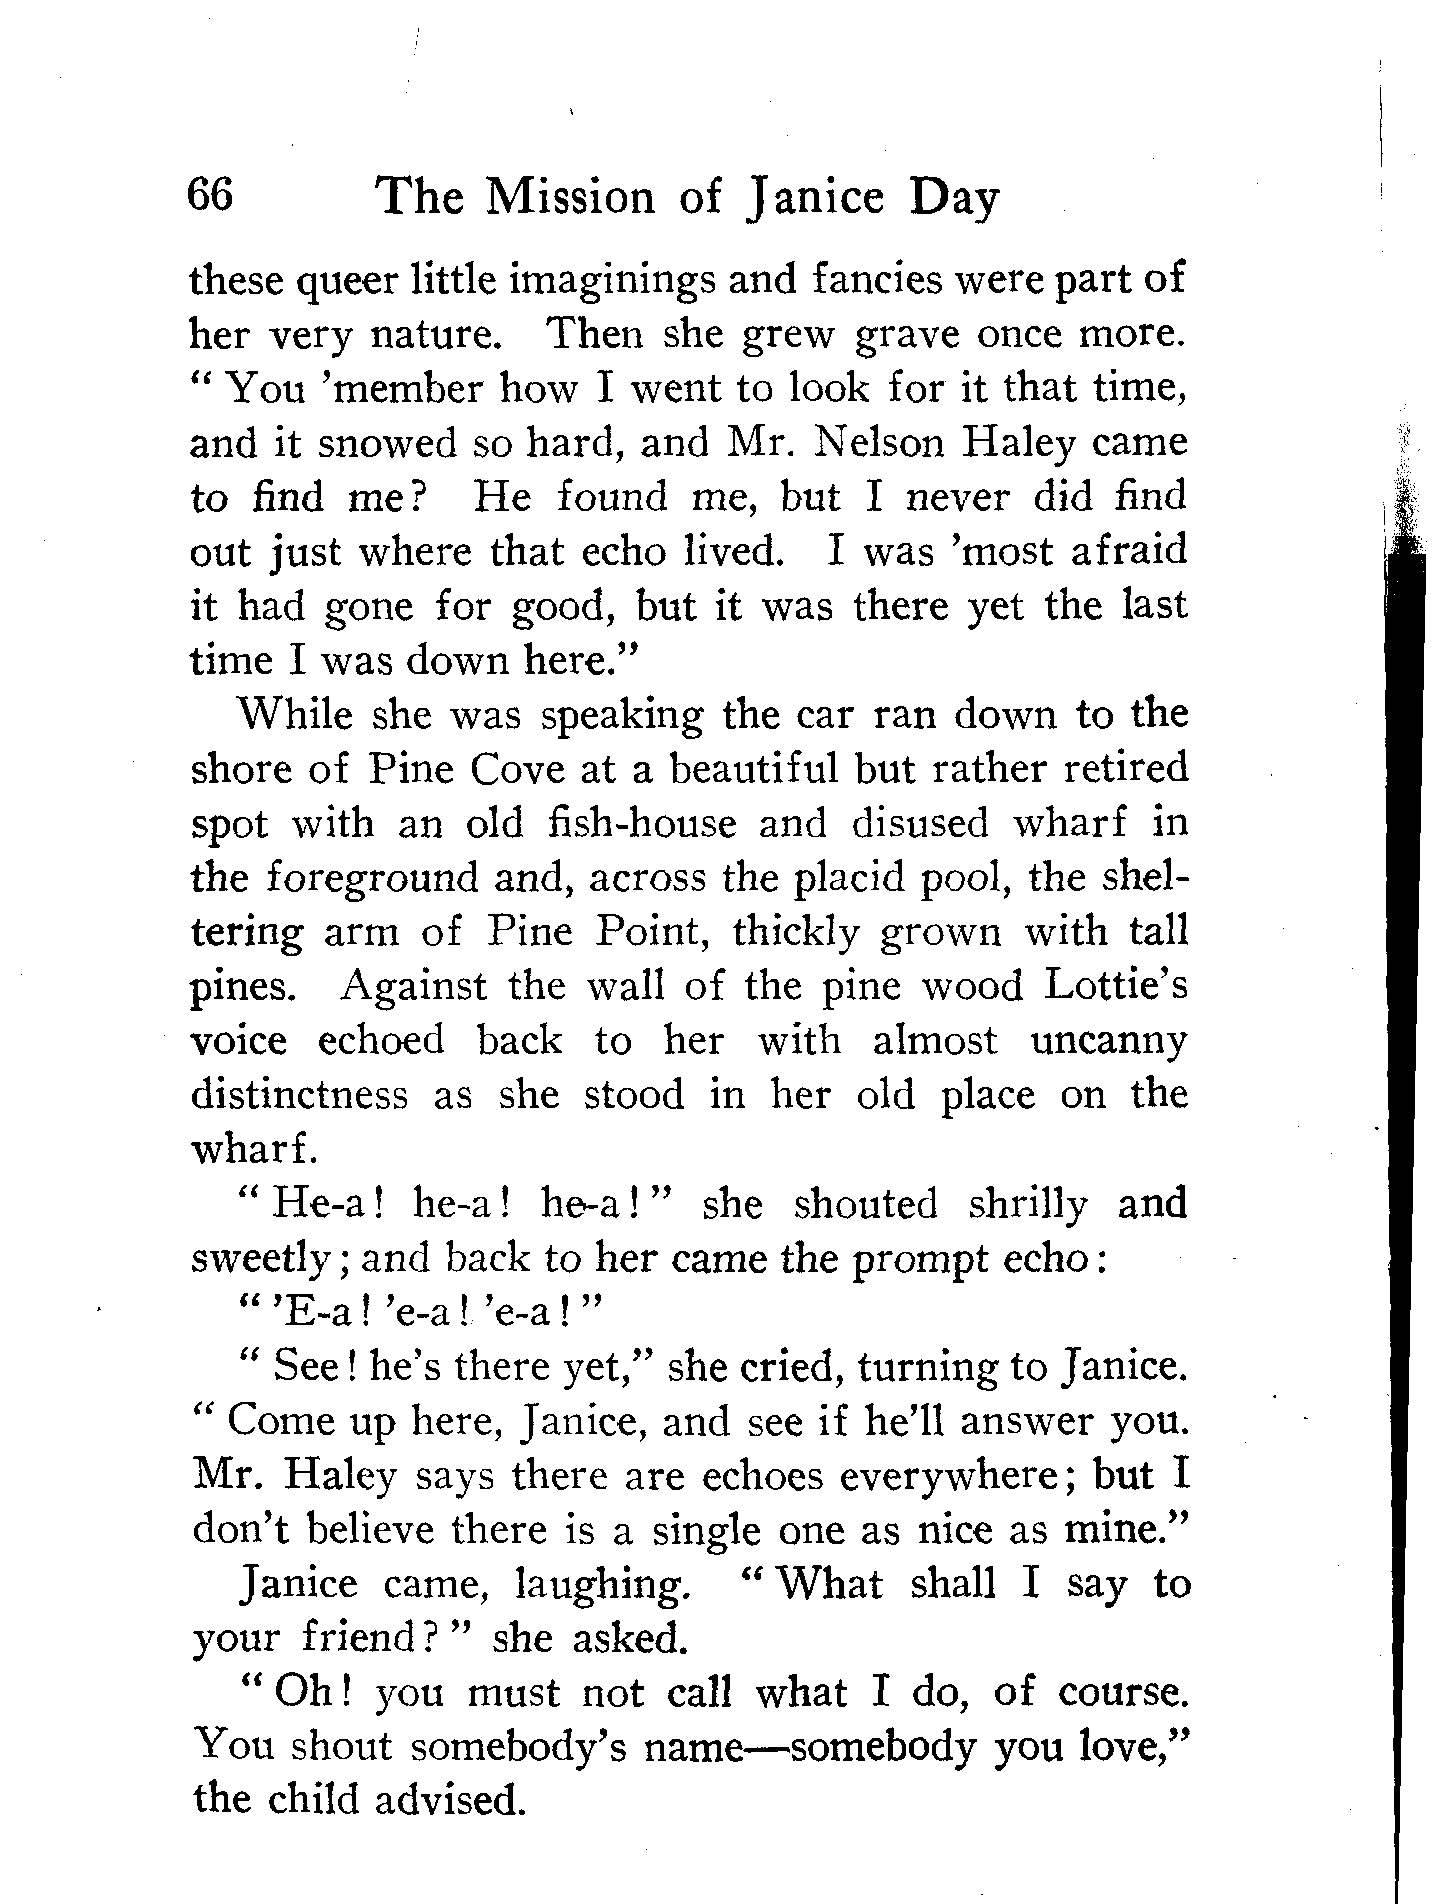 66 The Mission of Janice Day
these queer little imaginings and fancies were part of
her very nature. Then she grew grave once more.
" You 'member how I went to look for it that time,
and it snowed so hard, and Mr. Nelson Haley came
to find me? He found me, but I never did find
out just where that echo lived. I was 'most afraid
it had gone for good, but it was there yet the last
time I was down here."
While she was speaking the car ran down to the
shore of Pine Cove at a beautiful but rather retired
spot with an old fish-house and disused wharf in
the foreground and, across the placid pool, the shel-
tering arm of Pine Point, thickly grown with tall
pines. Against the wall of the pine wood Lottie's
voice echoed back to her with almost uncanny
distinctness as she stood in her old place on the
wharf.
" He-a! he-a! he-a! " she shouted shrilly and
sweetly; and back to her came the prompt echo:
" 'E-a! 'e-a! 'e-a! "
" See! he's there yet," she cried, turning to Janice.
" Come up here, Janice, and see if he'll answer you.
Mr. Haley says there are echoes everywhere; but I
don't believe there is a single one as nice as mine."
Janice came, laughing. " What shall I say to
your friend? " she asked.
" Oh! you must not call what I do, of course.
You shout somebody's name—somebody you love,"
the child advised.